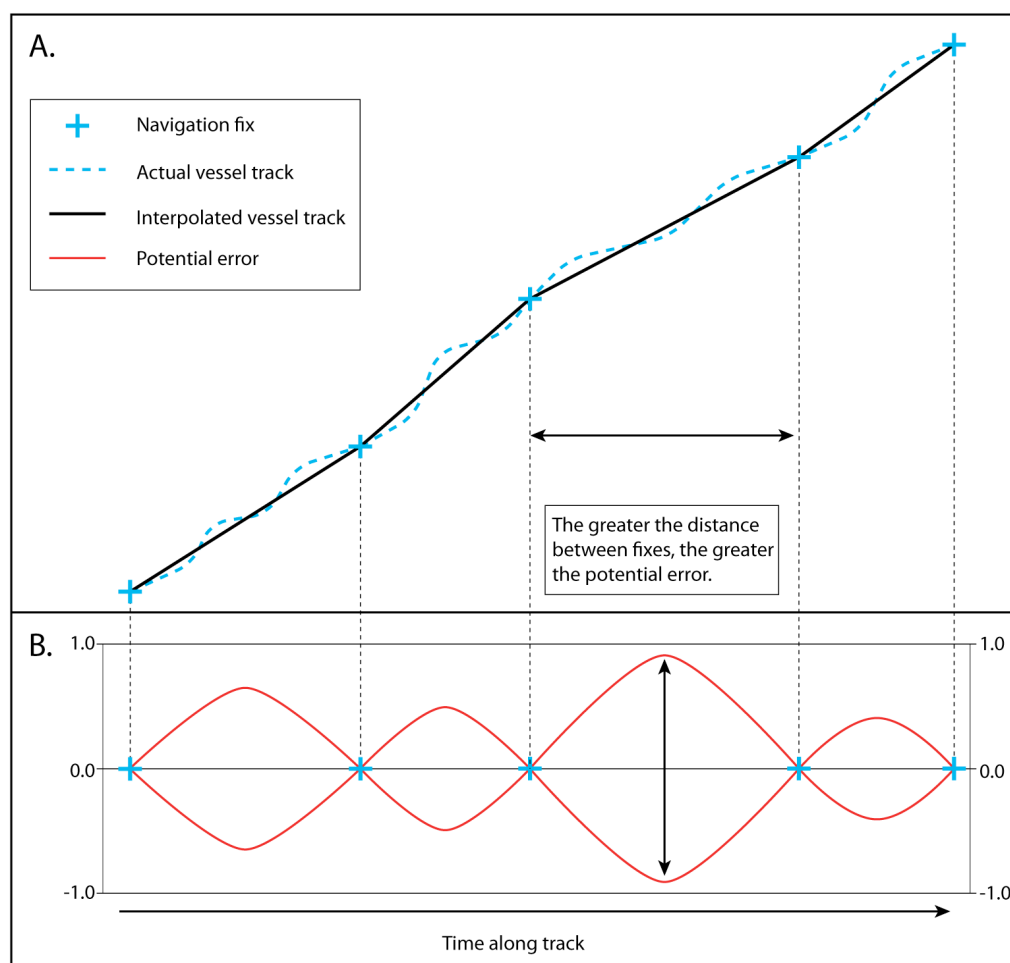 A.
Navigation fix
Actual vessel track
Interpolated vessel track
Potential error
The greater the distance
between fixes, the greater
the potential error.
B.
1.0
1.0
0.0
0.0
-1.0
-1.0
Time along track